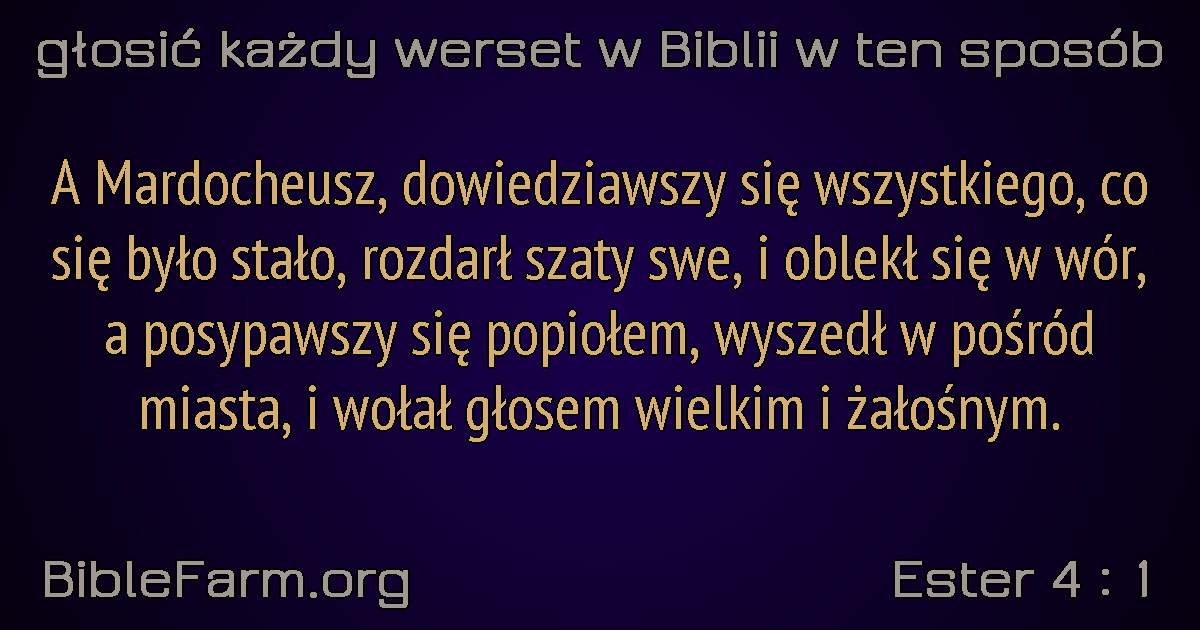 głosić każdy werset w Biblii w ten sposób
A Mardocheusz, dowiedziawszy się wszystkiego, co
się było stało, rozdarł szaty swe, i oblekł się w wór,
a posypawszy się popiołem, wyszedł w pośród
miasta, i wołał głosem wielkim i żałośnym.
BibleFarm.org
Ester 4 : 1